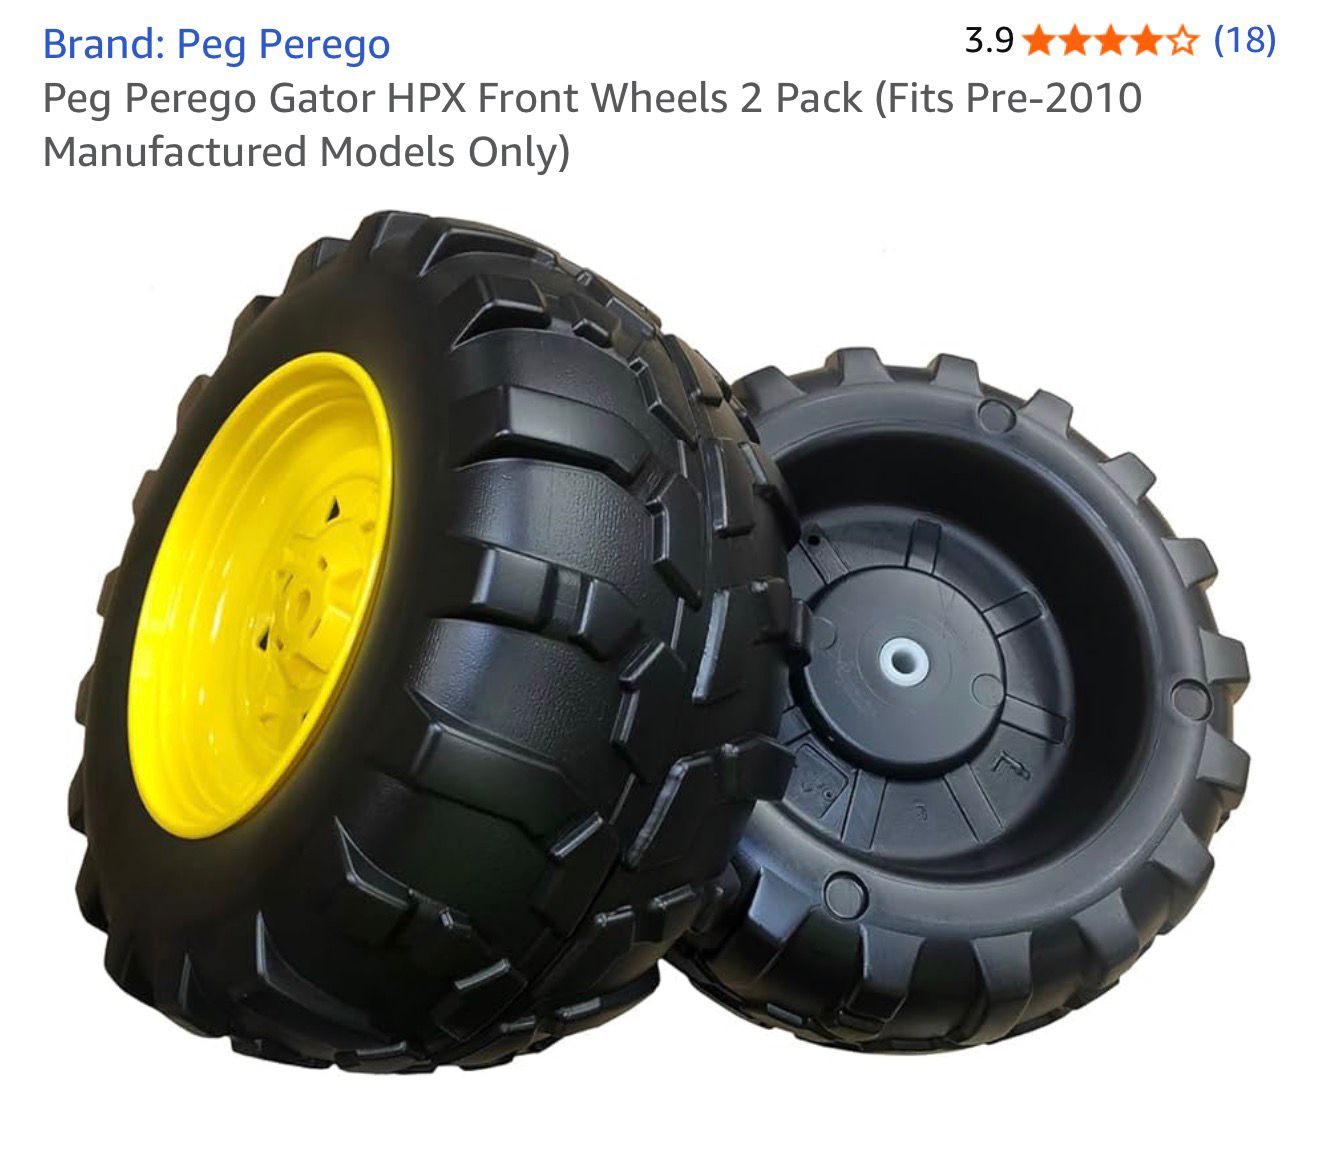 Brand: Peg Perego
3.9 (18)
Peg Perego Gator HPX Front Wheels 2 Pack (Fits Pre-2010
Manufactured Models Only)